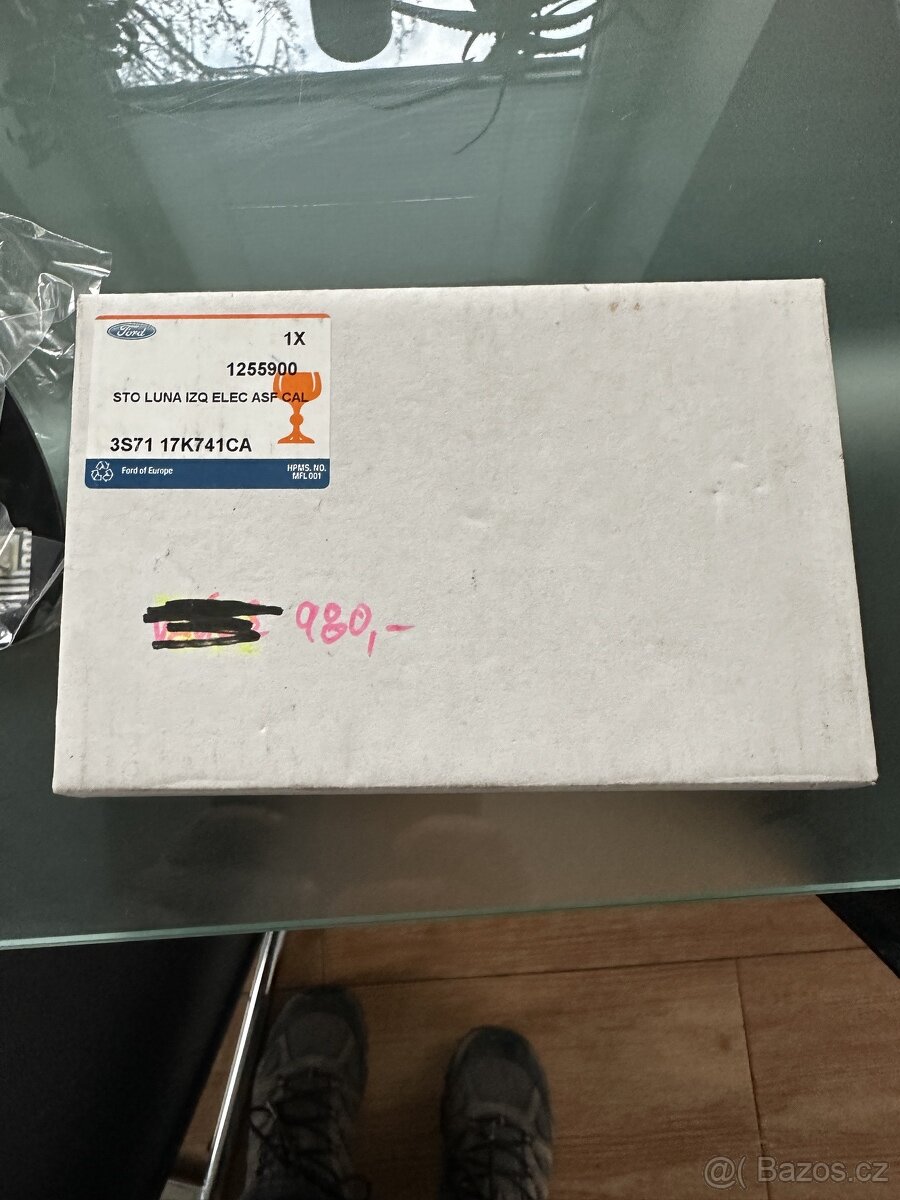 Ford
1X
1255900
STO LUNA IZQ ELEC ASF CAL
3S71 17K741CA
Ford of Europe
HPMS. NO.
MFL 001
980,-
@( Bazos.cz